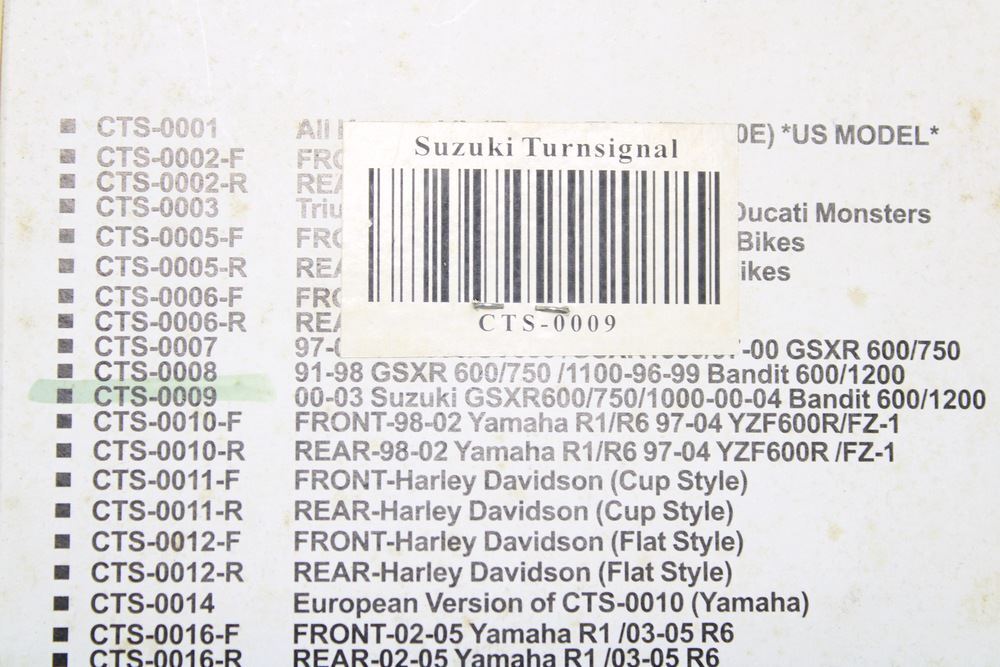 CTS-0001 All *US MODEL*
CTS-0002-F
CTS-0002-R
CTS-0003 Ducati Monsters
CTS-0005-F Bikes
CTS-0005-R
CTS-0006-F
CTS-0006-R
Suzuki Turnsignal
CTS-0009
CTS-0007 GSXR 600/750
CTS-0008 91-98 GSXR 600/750 /1100-96-99 Bandit 600/1200
CTS-0009 00-03 Suzuki GSXR600/750/1000-00-04 Bandit 600/1200
CTS-0010-F FRONT-98-02 Yamaha R1/R6 97-04 YZF600R/FZ-1
CTS-0010-R REAR-98-02 Yamaha R1/R6 97-04 YZF600R /FZ-1
CTS-0011-F FRONT-Harley Davidson (Cup Style)
CTS-0011-R REAR-Harley Davidson (Cup Style)
CTS-0012-F FRONT-Harley Davidson (Flat Style)
CTS-0012-R REAR-Harley Davidson (Flat Style)
CTS-0014 European Version of CTS-0010 (Yamaha)
CTS-0016-F FRONT-02-05 Yamaha R1 /03-05 R6
CTS-0016-R REAR-02-05 Yamaha R1 /03-05 R6